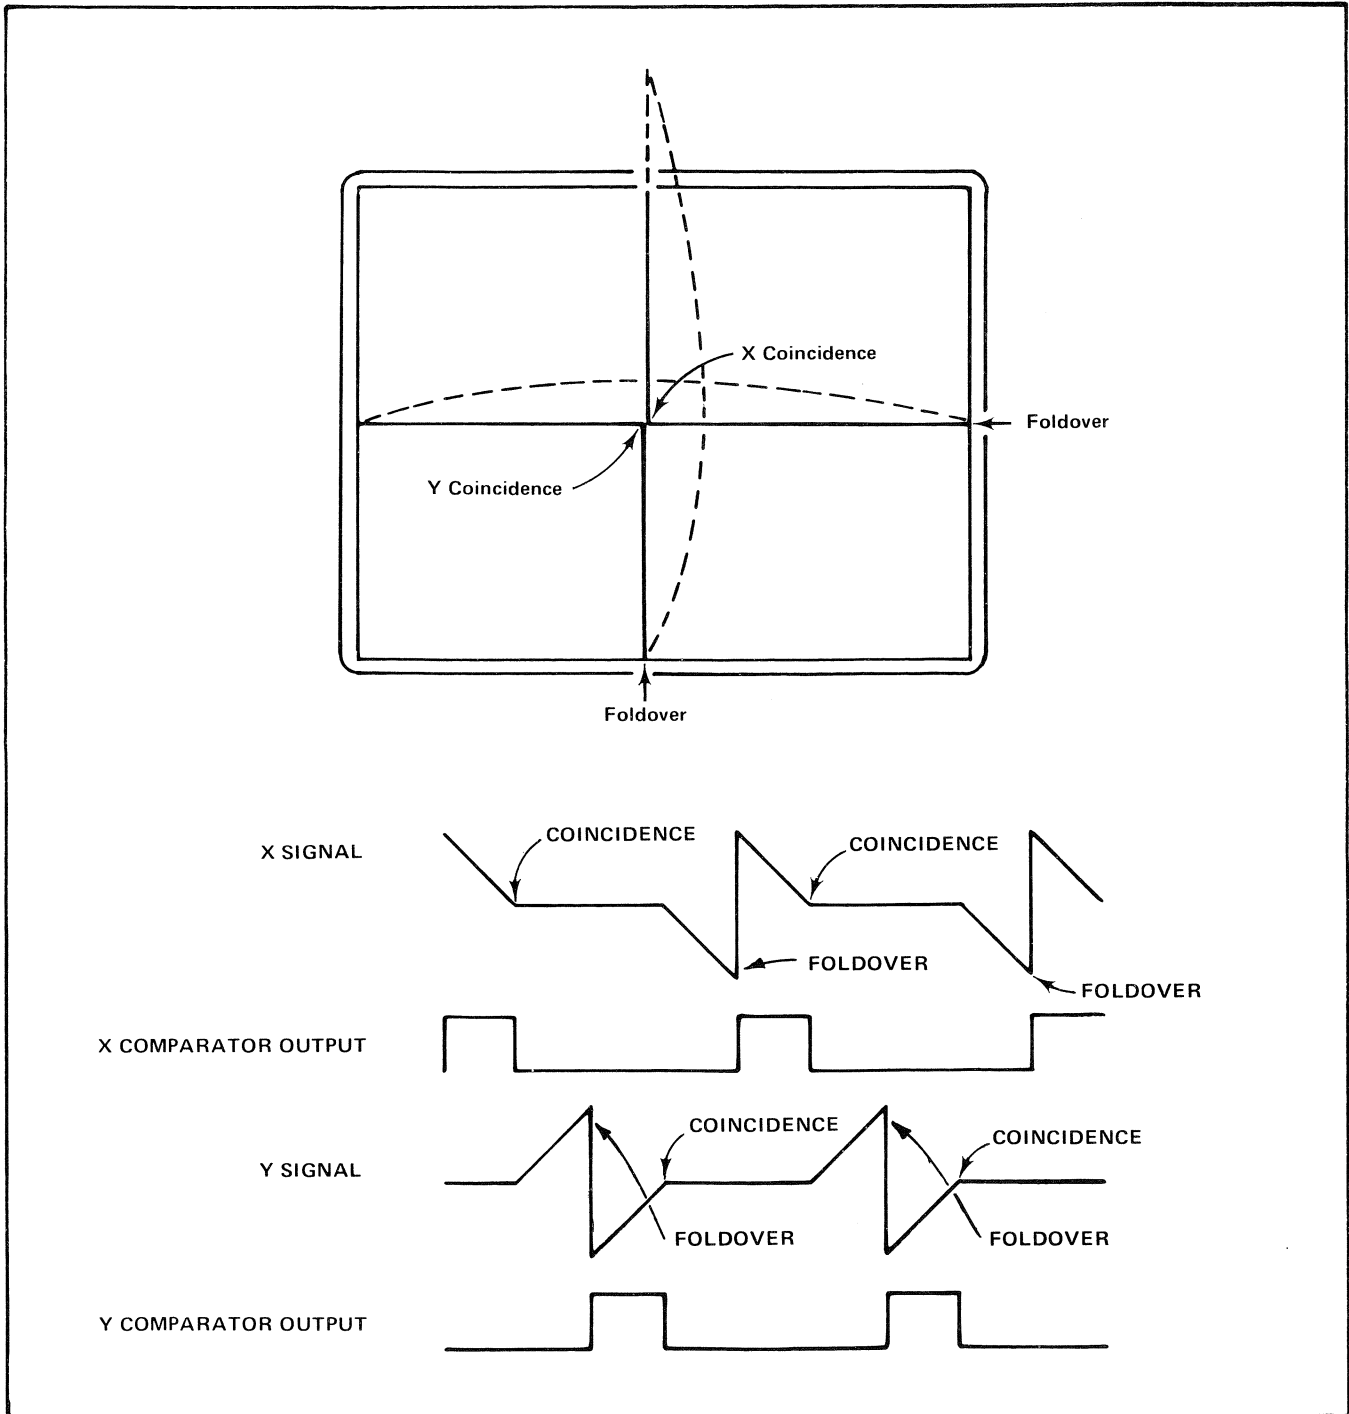 X Coincidence
Foldover
Y Coincidence
Foldover
X SIGNAL
COINCIDENCE
COINCIDENCE
FOLDOVER
FOLDOVER
X COMPARATOR OUTPUT
COINCIDENCE
COINCIDENCE
Y SIGNAL
FOLDOVER
FOLDOVER
Y COMPARATOR OUTPUT